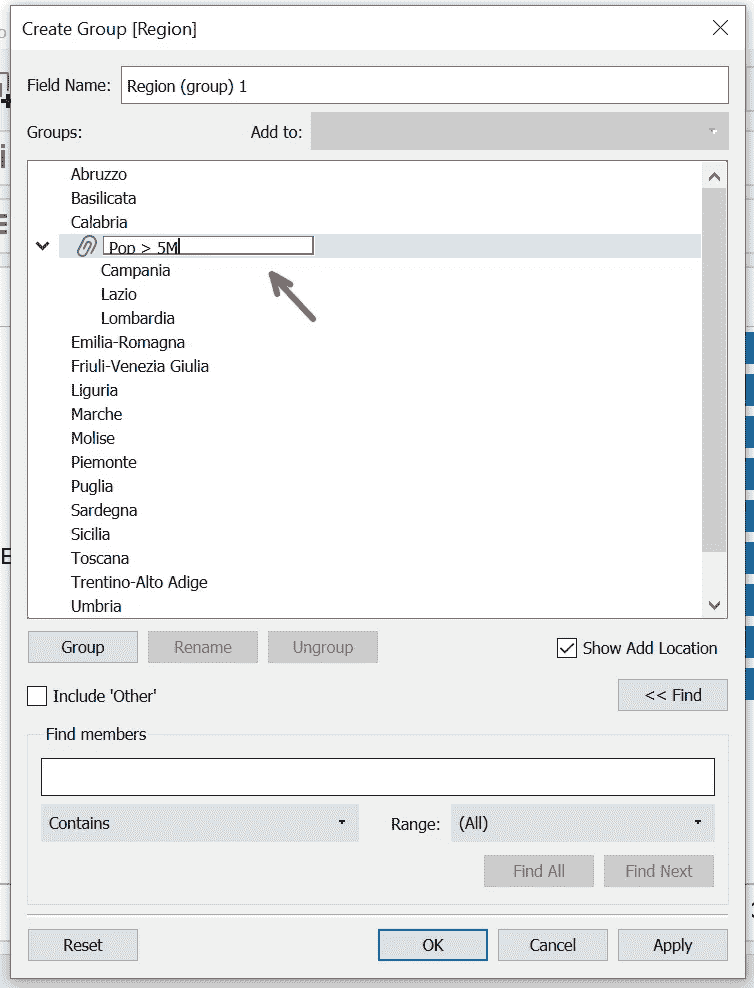 Create Group [Region]
Field Name: Region (group) 1
Groups: Add to:
Abruzzo
Basilicata
Calabria
Pop > 5M
Campania
Lazio
Lombardia
Emilia-Romagna
Friuli-Venezia Giulia
Liguria
Marche
Molise
Piemonte
Puglia
Sardegna
Sicilia
Toscana
Trentino-Alto Adige
Umbria
Group Rename Ungroup Show Add Location
Include 'Other' << Find
Find members
Contains Range: (All)
Find All Find Next
Reset OK Cancel Apply